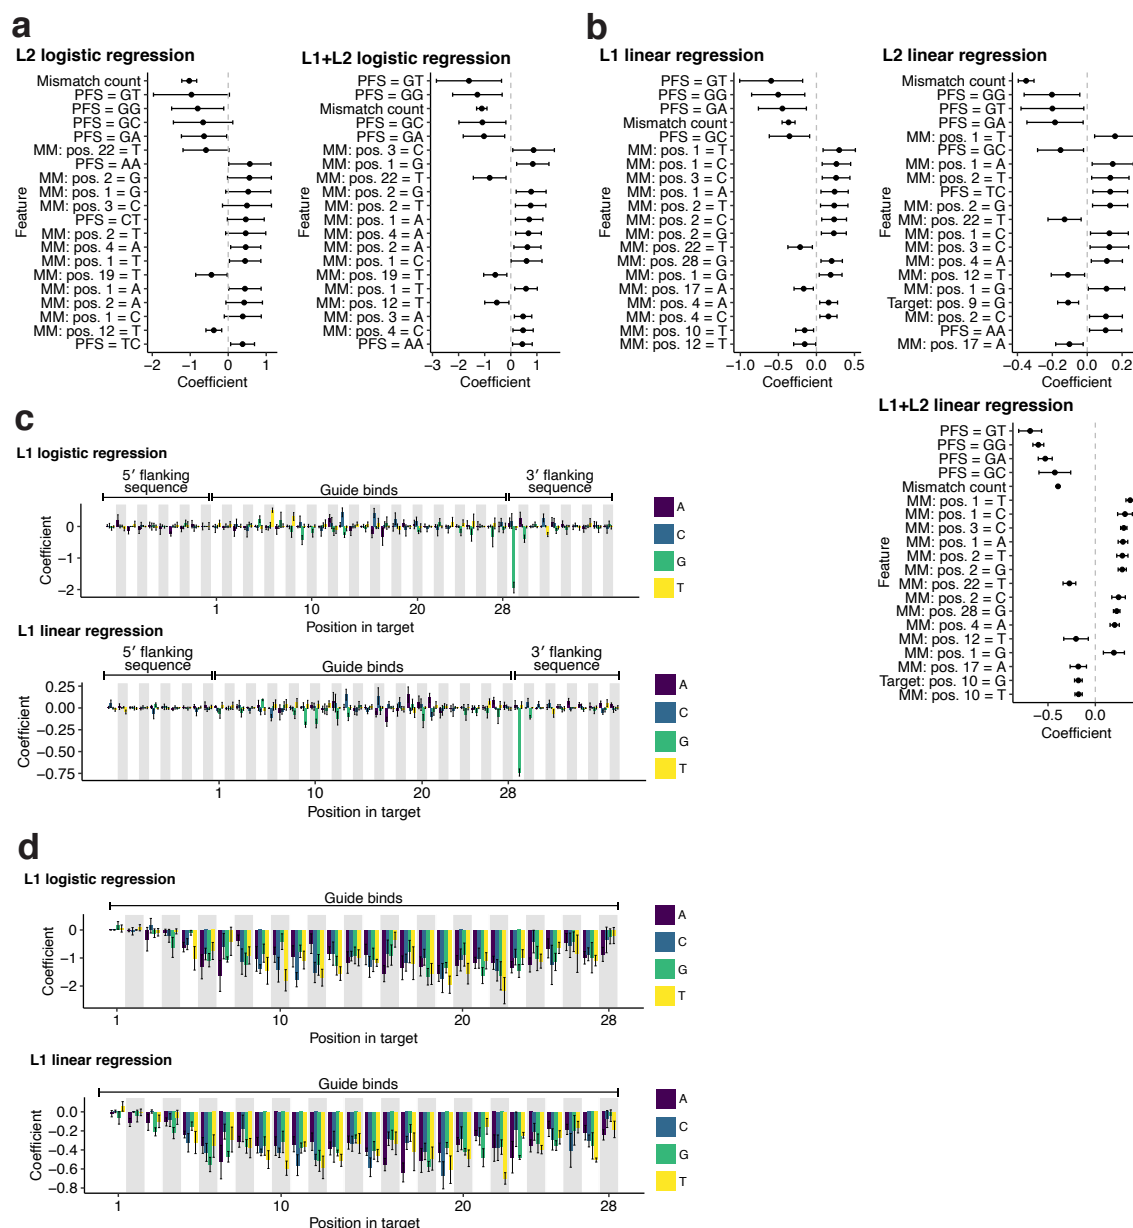 a
L2 logistic regression
Mismatch count
PFS = GT
PFS = GG
PFS = GC
PFS = GA
MM: pos. 22 = T
PFS = AA
MM: pos. 2 = G
MM: pos. 1 = G
MM: pos. 3 = C
PFS = CT
MM: pos. 2 = T
MM: pos. 4 = A
MM: pos. 1 = T
MM: pos. 19 = T
MM: pos. 1 = A
MM: pos. 2 = A
MM: pos. 1 = C
MM: pos. 12 = T
PFS = TC
Feature
−2 −1 0 1
Coefficient
L1+L2 logistic regression
PFS = GT
PFS = GG
Mismatch count
PFS = GC
PFS = GA
MM: pos. 3 = C
MM: pos. 1 = G
MM: pos. 22 = T
MM: pos. 2 = G
MM: pos. 2 = T
MM: pos. 1 = A
MM: pos. 4 = A
MM: pos. 2 = A
MM: pos. 1 = C
MM: pos. 19 = T
MM: pos. 1 = T
MM: pos. 12 = T
MM: pos. 3 = A
MM: pos. 4 = C
PFS = AA
Feature
−3 −2 −1 0 1
Coefficient
b
L1 linear regression
PFS = GT
PFS = GG
PFS = GA
Mismatch count
PFS = GC
MM: pos. 1 = T
MM: pos. 1 = C
MM: pos. 3 = C
MM: pos. 1 = A
MM: pos. 2 = T
MM: pos. 2 = C
MM: pos. 2 = G
MM: pos. 22 = T
MM: pos. 28 = G
MM: pos. 1 = G
MM: pos. 17 = A
MM: pos. 4 = A
MM: pos. 4 = C
MM: pos. 10 = T
MM: pos. 12 = T
Feature
−1.0 −0.5 0.0 0.5
Coefficient
L2 linear regression
Mismatch count
PFS = GG
PFS = GT
PFS = GA
MM: pos. 1 = T
PFS = GC
MM: pos. 1 = A
MM: pos. 2 = T
PFS = TC
MM: pos. 2 = G
MM: pos. 22 = T
MM: pos. 1 = C
MM: pos. 3 = C
MM: pos. 4 = A
MM: pos. 12 = T
MM: pos. 1 = G
Target: pos. 9 = G
MM: pos. 2 = C
PFS = AA
MM: pos. 17 = A
Feature
−0.4 −0.2 0.0 0.2
Coefficient
L1+L2 linear regression
PFS = GT
PFS = GG
PFS = GA
PFS = GC
Mismatch count
MM: pos. 1 = T
MM: pos. 1 = C
MM: pos. 3 = C
MM: pos. 1 = A
MM: pos. 2 = T
MM: pos. 2 = G
MM: pos. 22 = T
MM: pos. 2 = C
MM: pos. 28 = G
MM: pos. 4 = A
MM: pos. 12 = T
MM: pos. 1 = G
MM: pos. 17 = A
Target: pos. 10 = G
MM: pos. 10 = T
Feature
−0.5 0.0
Coefficient
c
L1 logistic regression
5′ flanking
sequence
Guide binds
3′ flanking
sequence
Coefficient
0
−1
−2
1 10 20 28
Position in target
A
C
G
T
L1 linear regression
5′ flanking
sequence
Guide binds
3′ flanking
sequence
Coefficient
0.25
0.00
−0.25
−0.50
−0.75
1 10 20 28
Position in target
A
C
G
T
d
L1 logistic regression
Guide binds
Coefficient
0
−1
−2
1 10 20 28
Position in target
A
C
G
T
L1 linear regression
Guide binds
Coefficient
0.0
−0.2
−0.4
−0.6
−0.8
1 10 20 28
Position in target
A
C
G
T